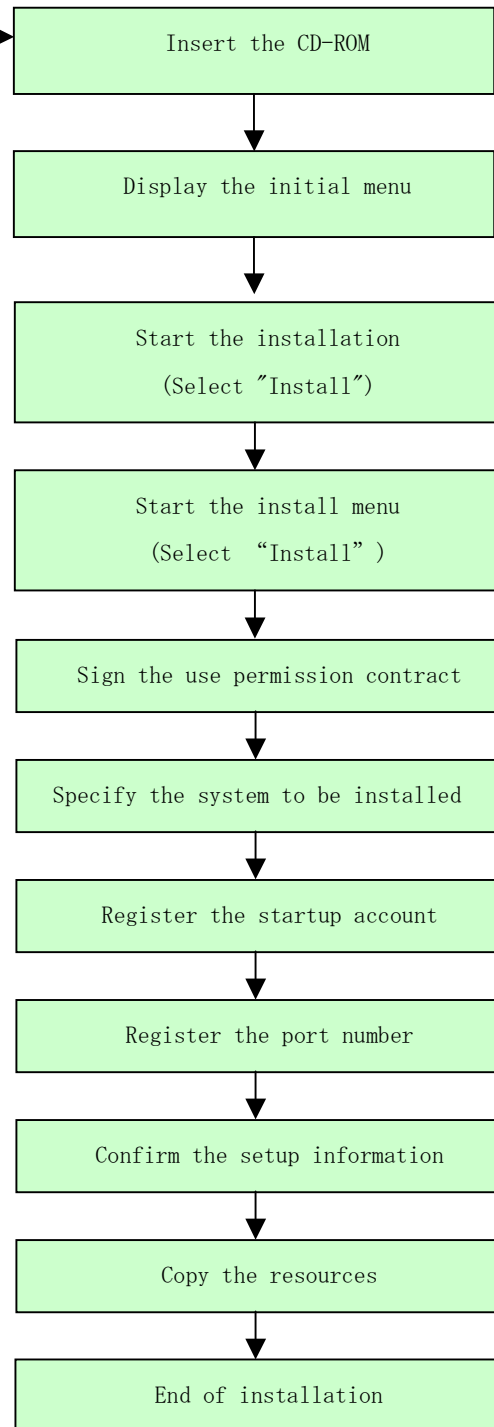 Insert the CD-ROM
Display the initial menu
Start the installation
(Select "Install")
Start the install menu
(Select “Install”)
Sign the use permission contract
Specify the system to be installed
Register the startup account
Register the port number
Confirm the setup information
Copy the resources
End of installation